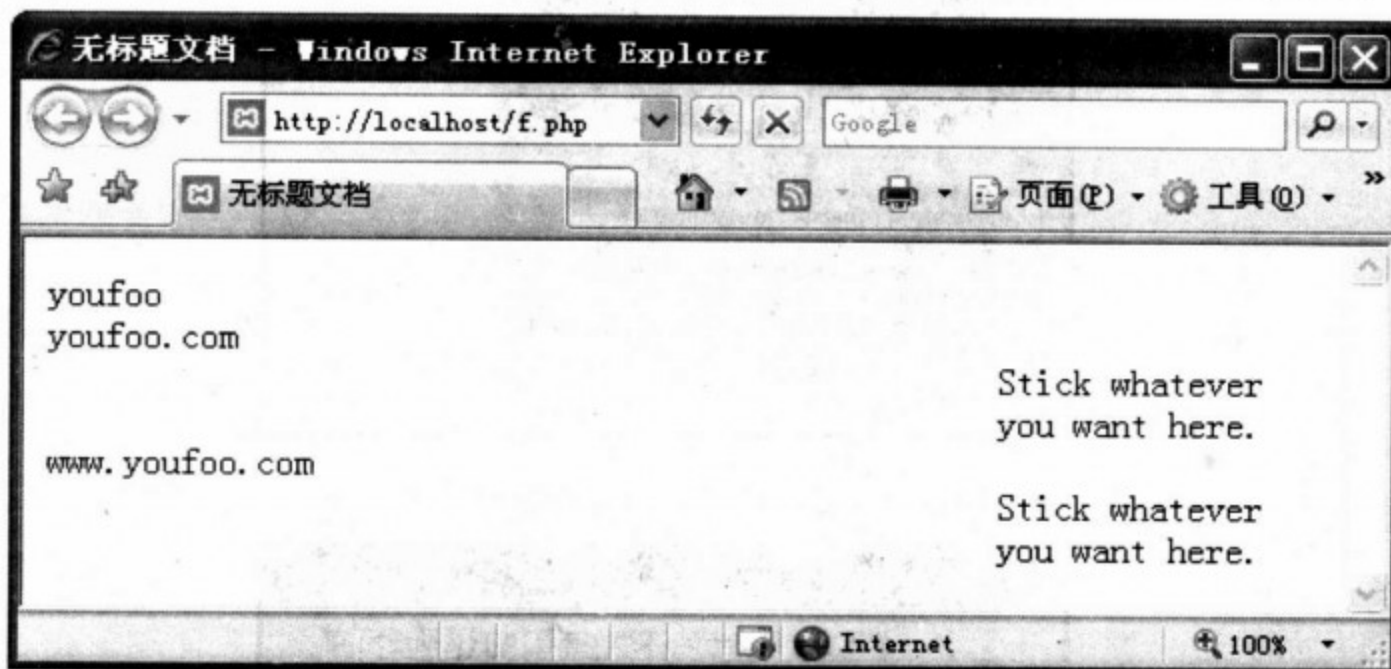 无标题文档 - Windows Internet Explorer
http://localhost/f.php
Google
无标题文档
页面(P)
工具(O)
»
youfoo
youfoo.com
Stick whatever
you want here.
www.youfoo.com
Stick whatever
you want here.
Internet
100%